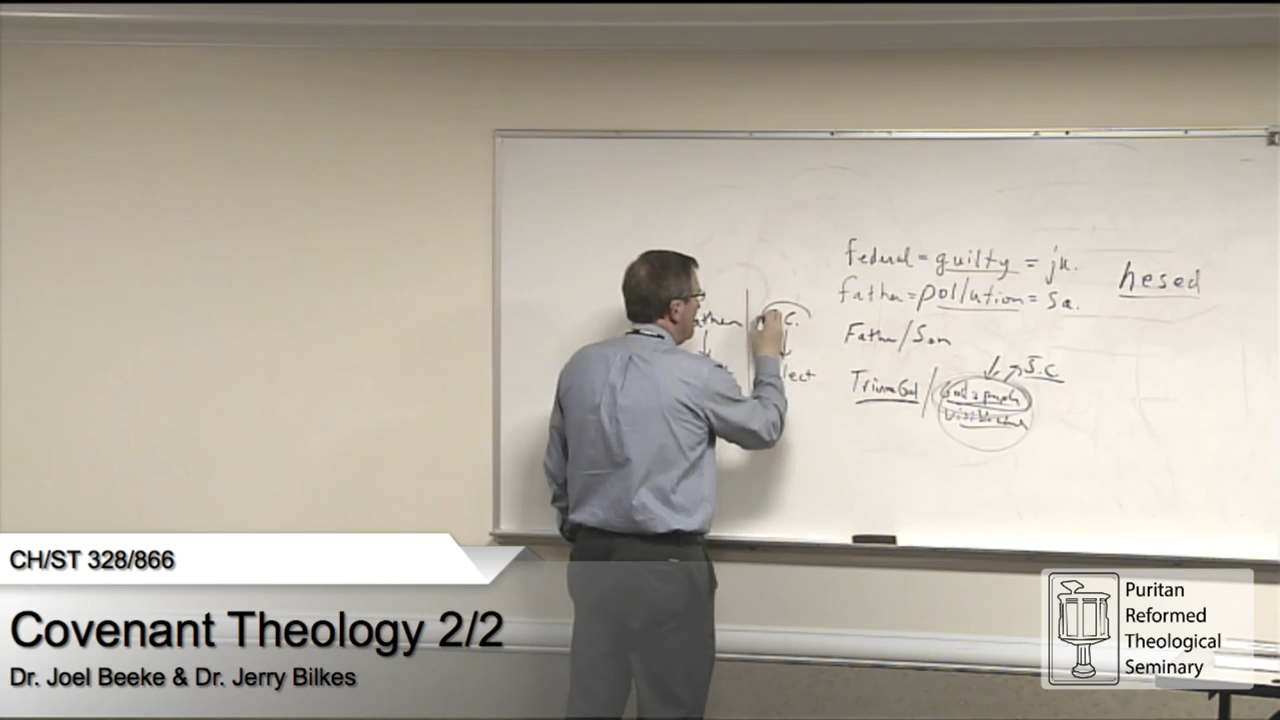 federal = guilty = ju.
hesed
father = pollution = sa.
Father/Son
J.C.
Triune God /
CH/ST 328/866
Covenant Theology 2/2
Dr. Joel Beeke & Dr. Jerry Bilkes
Puritan
Reformed
Theological
Seminary